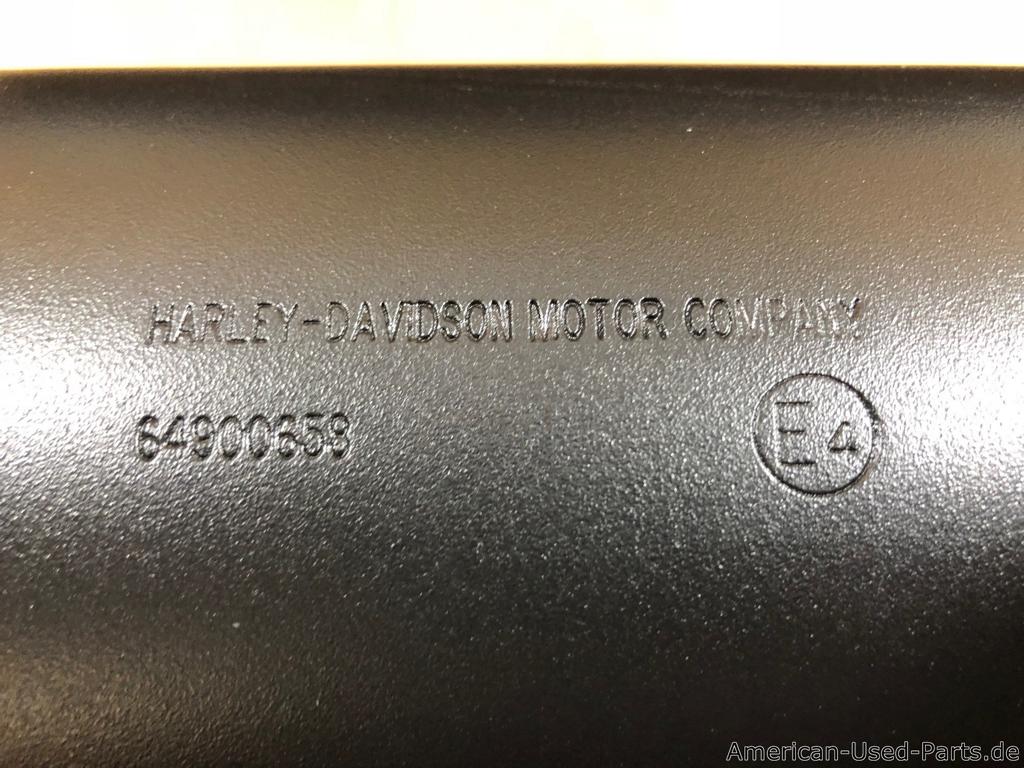 HARLEY-DAVIDSON MOTOR COMPANY
64900658
E4
American-Used-Parts.de